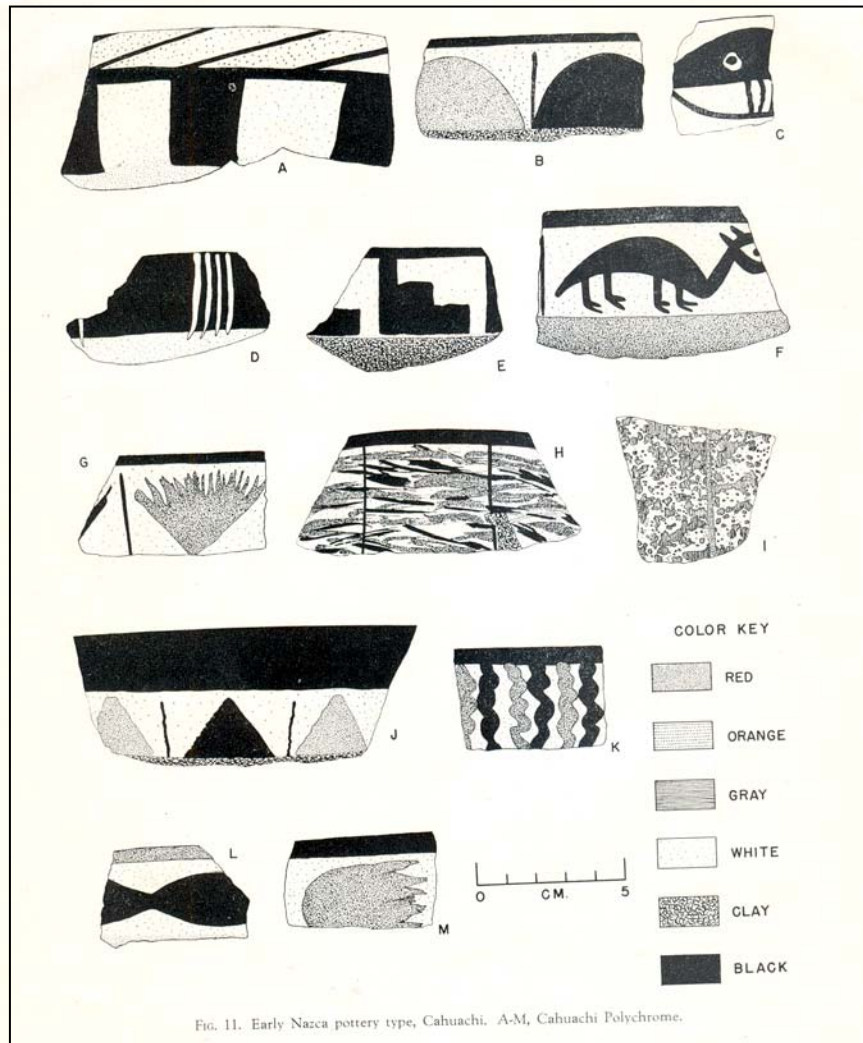 A
B
C
D
E
F
G
H
I
J
K
L
M
COLOR KEY
RED
ORANGE
GRAY
WHITE
CLAY
BLACK
0 CM. 5
FIG. 11. Early Nazca pottery type, Cahuachi. A-M, Cahuachi Polychrome.